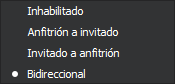 Inhabilitado
Anfitrión a invitado
Invitado a anfitrión
Bidireccional